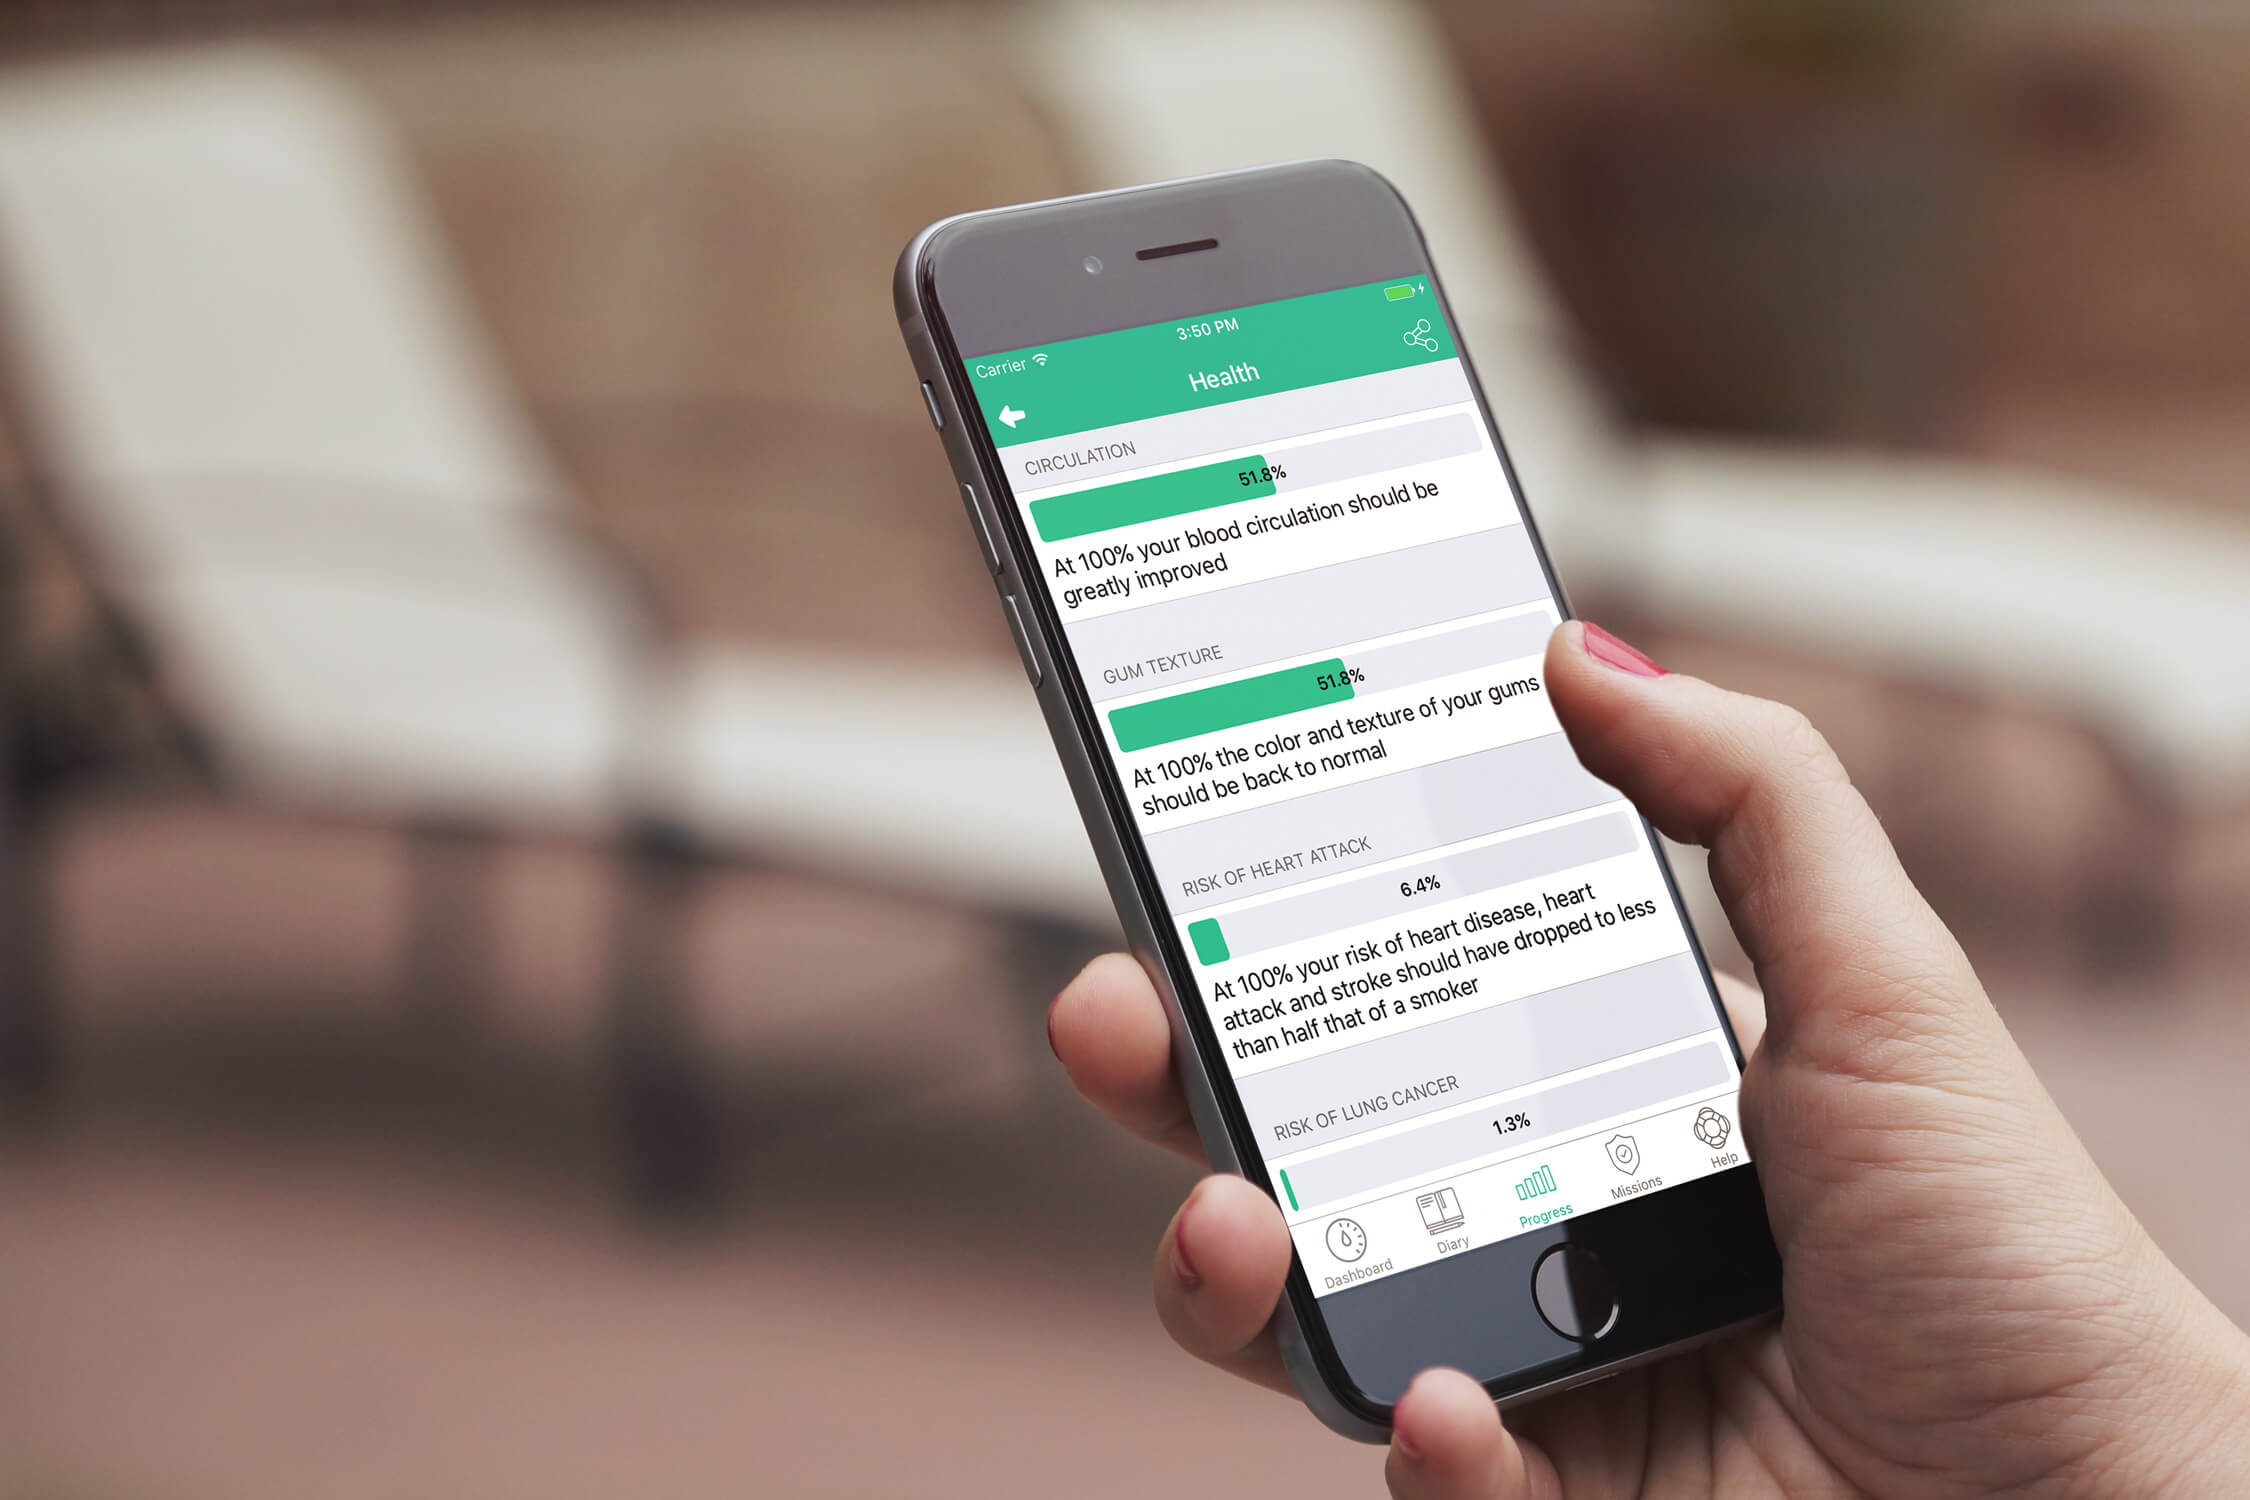 Carrier
3:50 PM
Health
CIRCULATION
51.8%
At 100% your blood circulation should be
greatly improved
GUM TEXTURE
51.8%
At 100% the color and texture of your gums
should be back to normal
RISK OF HEART ATTACK
6.4%
At 100% your risk of heart disease, heart
attack and stroke should have dropped to less
than half that of a smoker
RISK OF LUNG CANCER
1.3%
Dashboard
Diary
Progress
Missions
Help